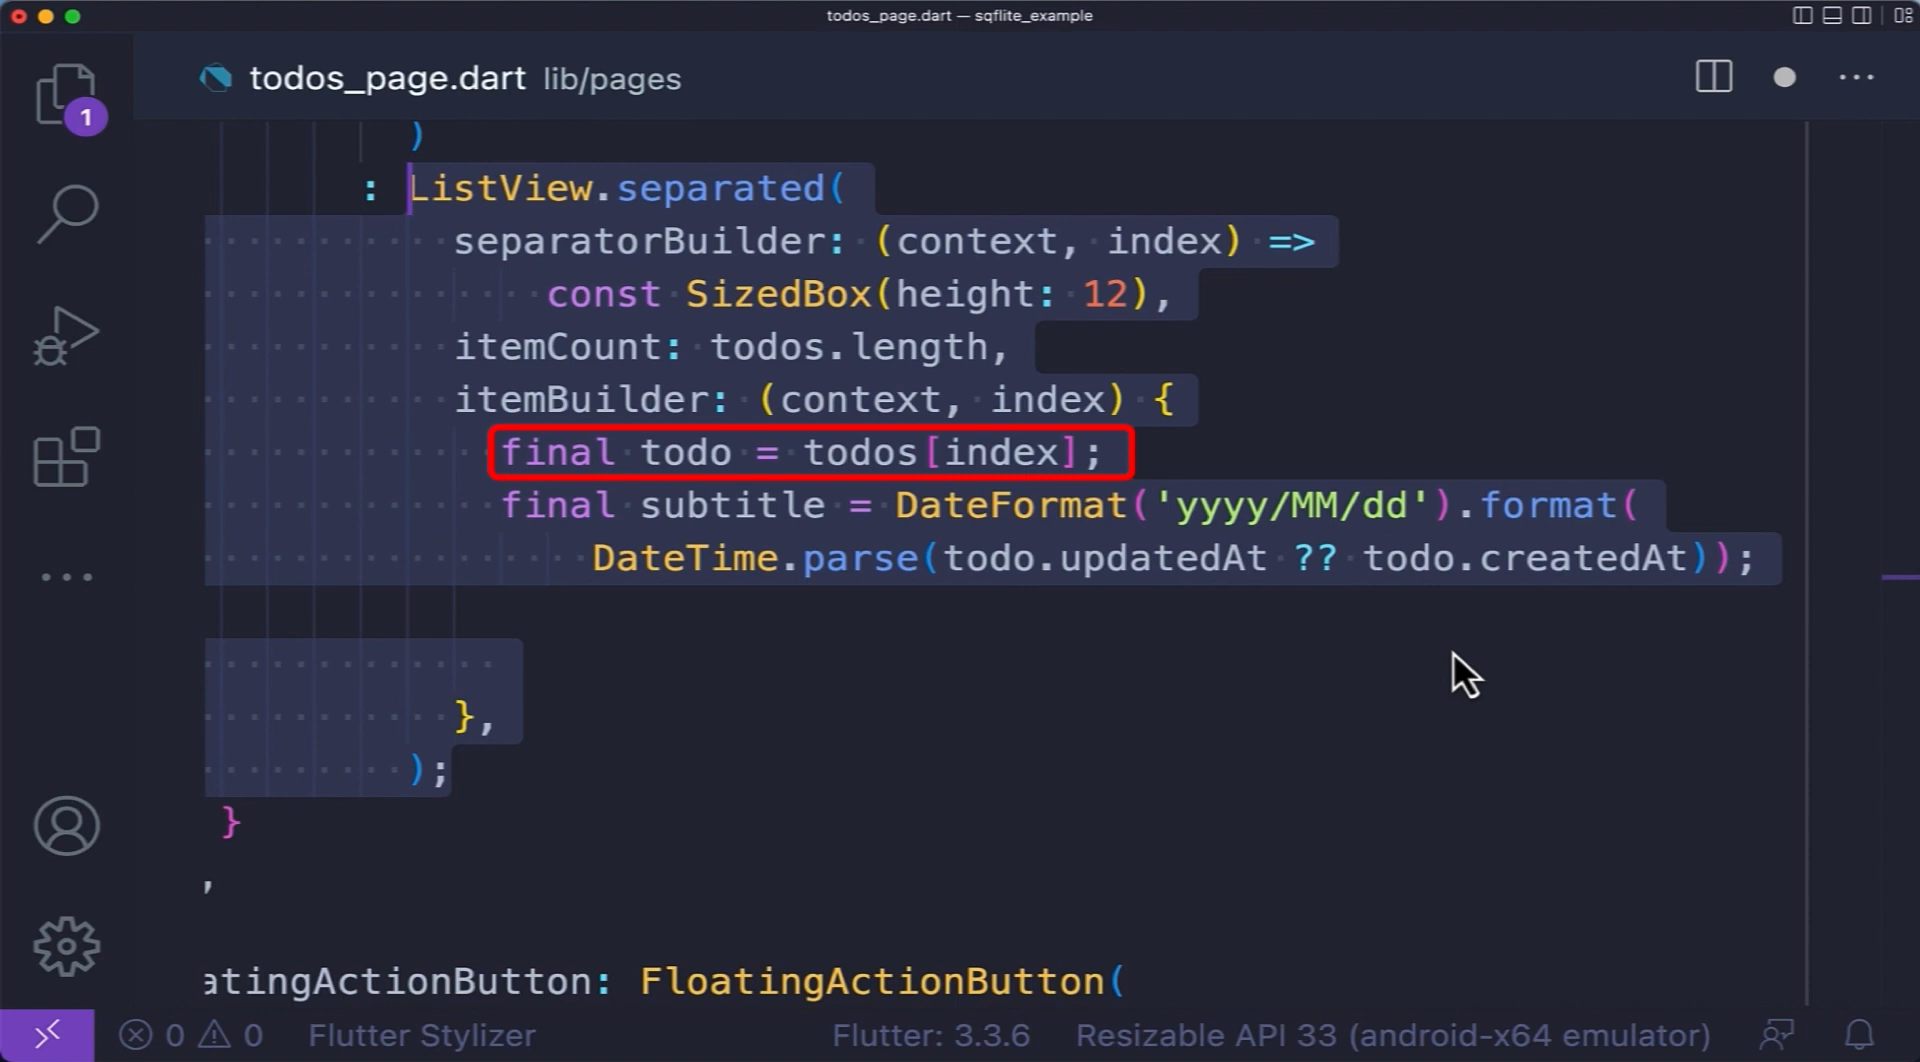 todos_page.dart — sqflite_example
todos_page.dart lib/pages
1
)
: ListView.separated(
separatorBuilder: (context, index) =>
const SizedBox(height: 12),
itemCount: todos.length,
itemBuilder: (context, index) {
final todo = todos[index];
final subtitle = DateFormat('yyyy/MM/dd').format(
DateTime.parse(todo.updatedAt ?? todo.createdAt));
},
);
}
,
atingActionButton: FloatingActionButton(
0 0 Flutter Stylizer Flutter: 3.3.6 Resizable API 33 (android-x64 emulator)